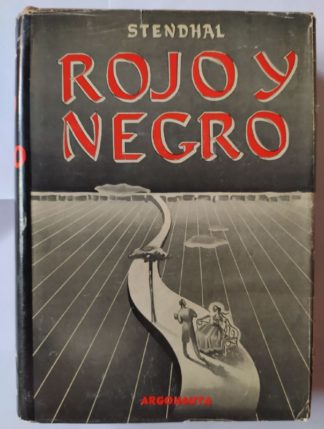 STENDHAL
ROJO Y
NEGRO
ARGONAUTA